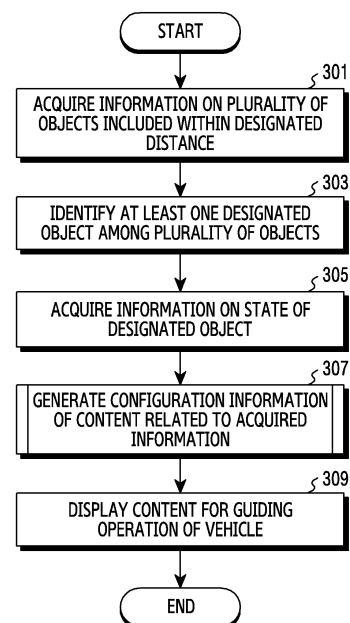 START
301
ACQUIRE INFORMATION ON PLURALITY OF
OBJECTS INCLUDED WITHIN DESIGNATED
DISTANCE
303
IDENTIFY AT LEAST ONE DESIGNATED
OBJECT AMONG PLURALITY OF OBJECTS
305
ACQUIRE INFORMATION ON STATE OF
DESIGNATED OBJECT
307
GENERATE CONFIGURATION INFORMATION
OF CONTENT RELATED TO ACQUIRED
INFORMATION
309
DISPLAY CONTENT FOR GUIDING
OPERATION OF VEHICLE
END